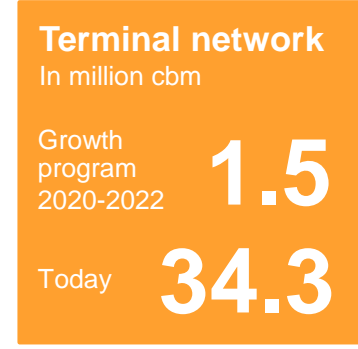 Terminal network
In million cbm
Growth
program
2020-2022
1.5
Today
34.3